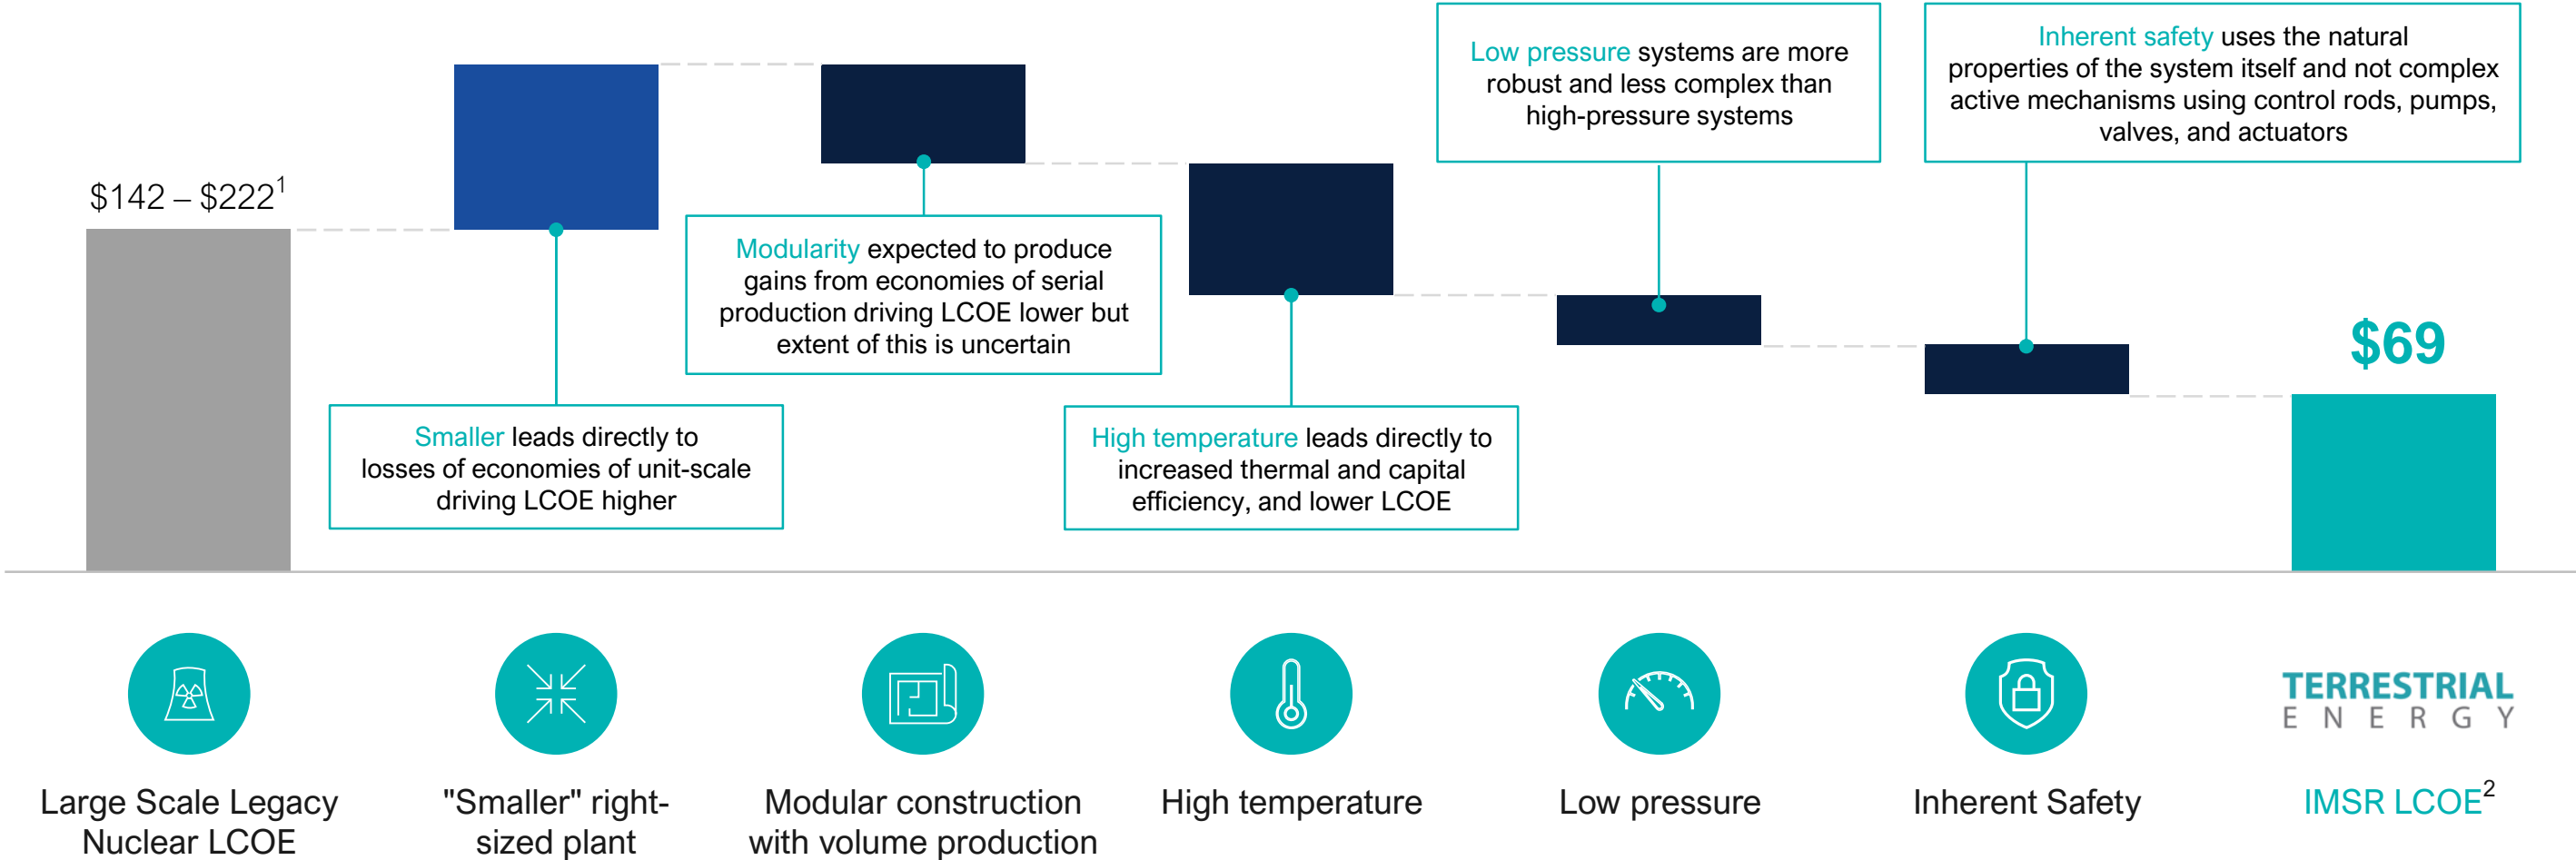 $142 – $222¹
Smaller leads directly to
losses of economies of unit-scale
driving LCOE higher
Modularity expected to produce
gains from economies of serial
production driving LCOE lower but
extent of this is uncertain
High temperature leads directly to
increased thermal and capital
efficiency, and lower LCOE
Low pressure systems are more
robust and less complex than
high-pressure systems
Inherent safety uses the natural
properties of the system itself and not complex
active mechanisms using control rods, pumps,
valves, and actuators
$69
Large Scale Legacy
Nuclear LCOE
"Smaller" right-
sized plant
Modular construction
with volume production
High temperature
Low pressure
Inherent Safety
TERRESTRIAL
ENERGY
IMSR LCOE²